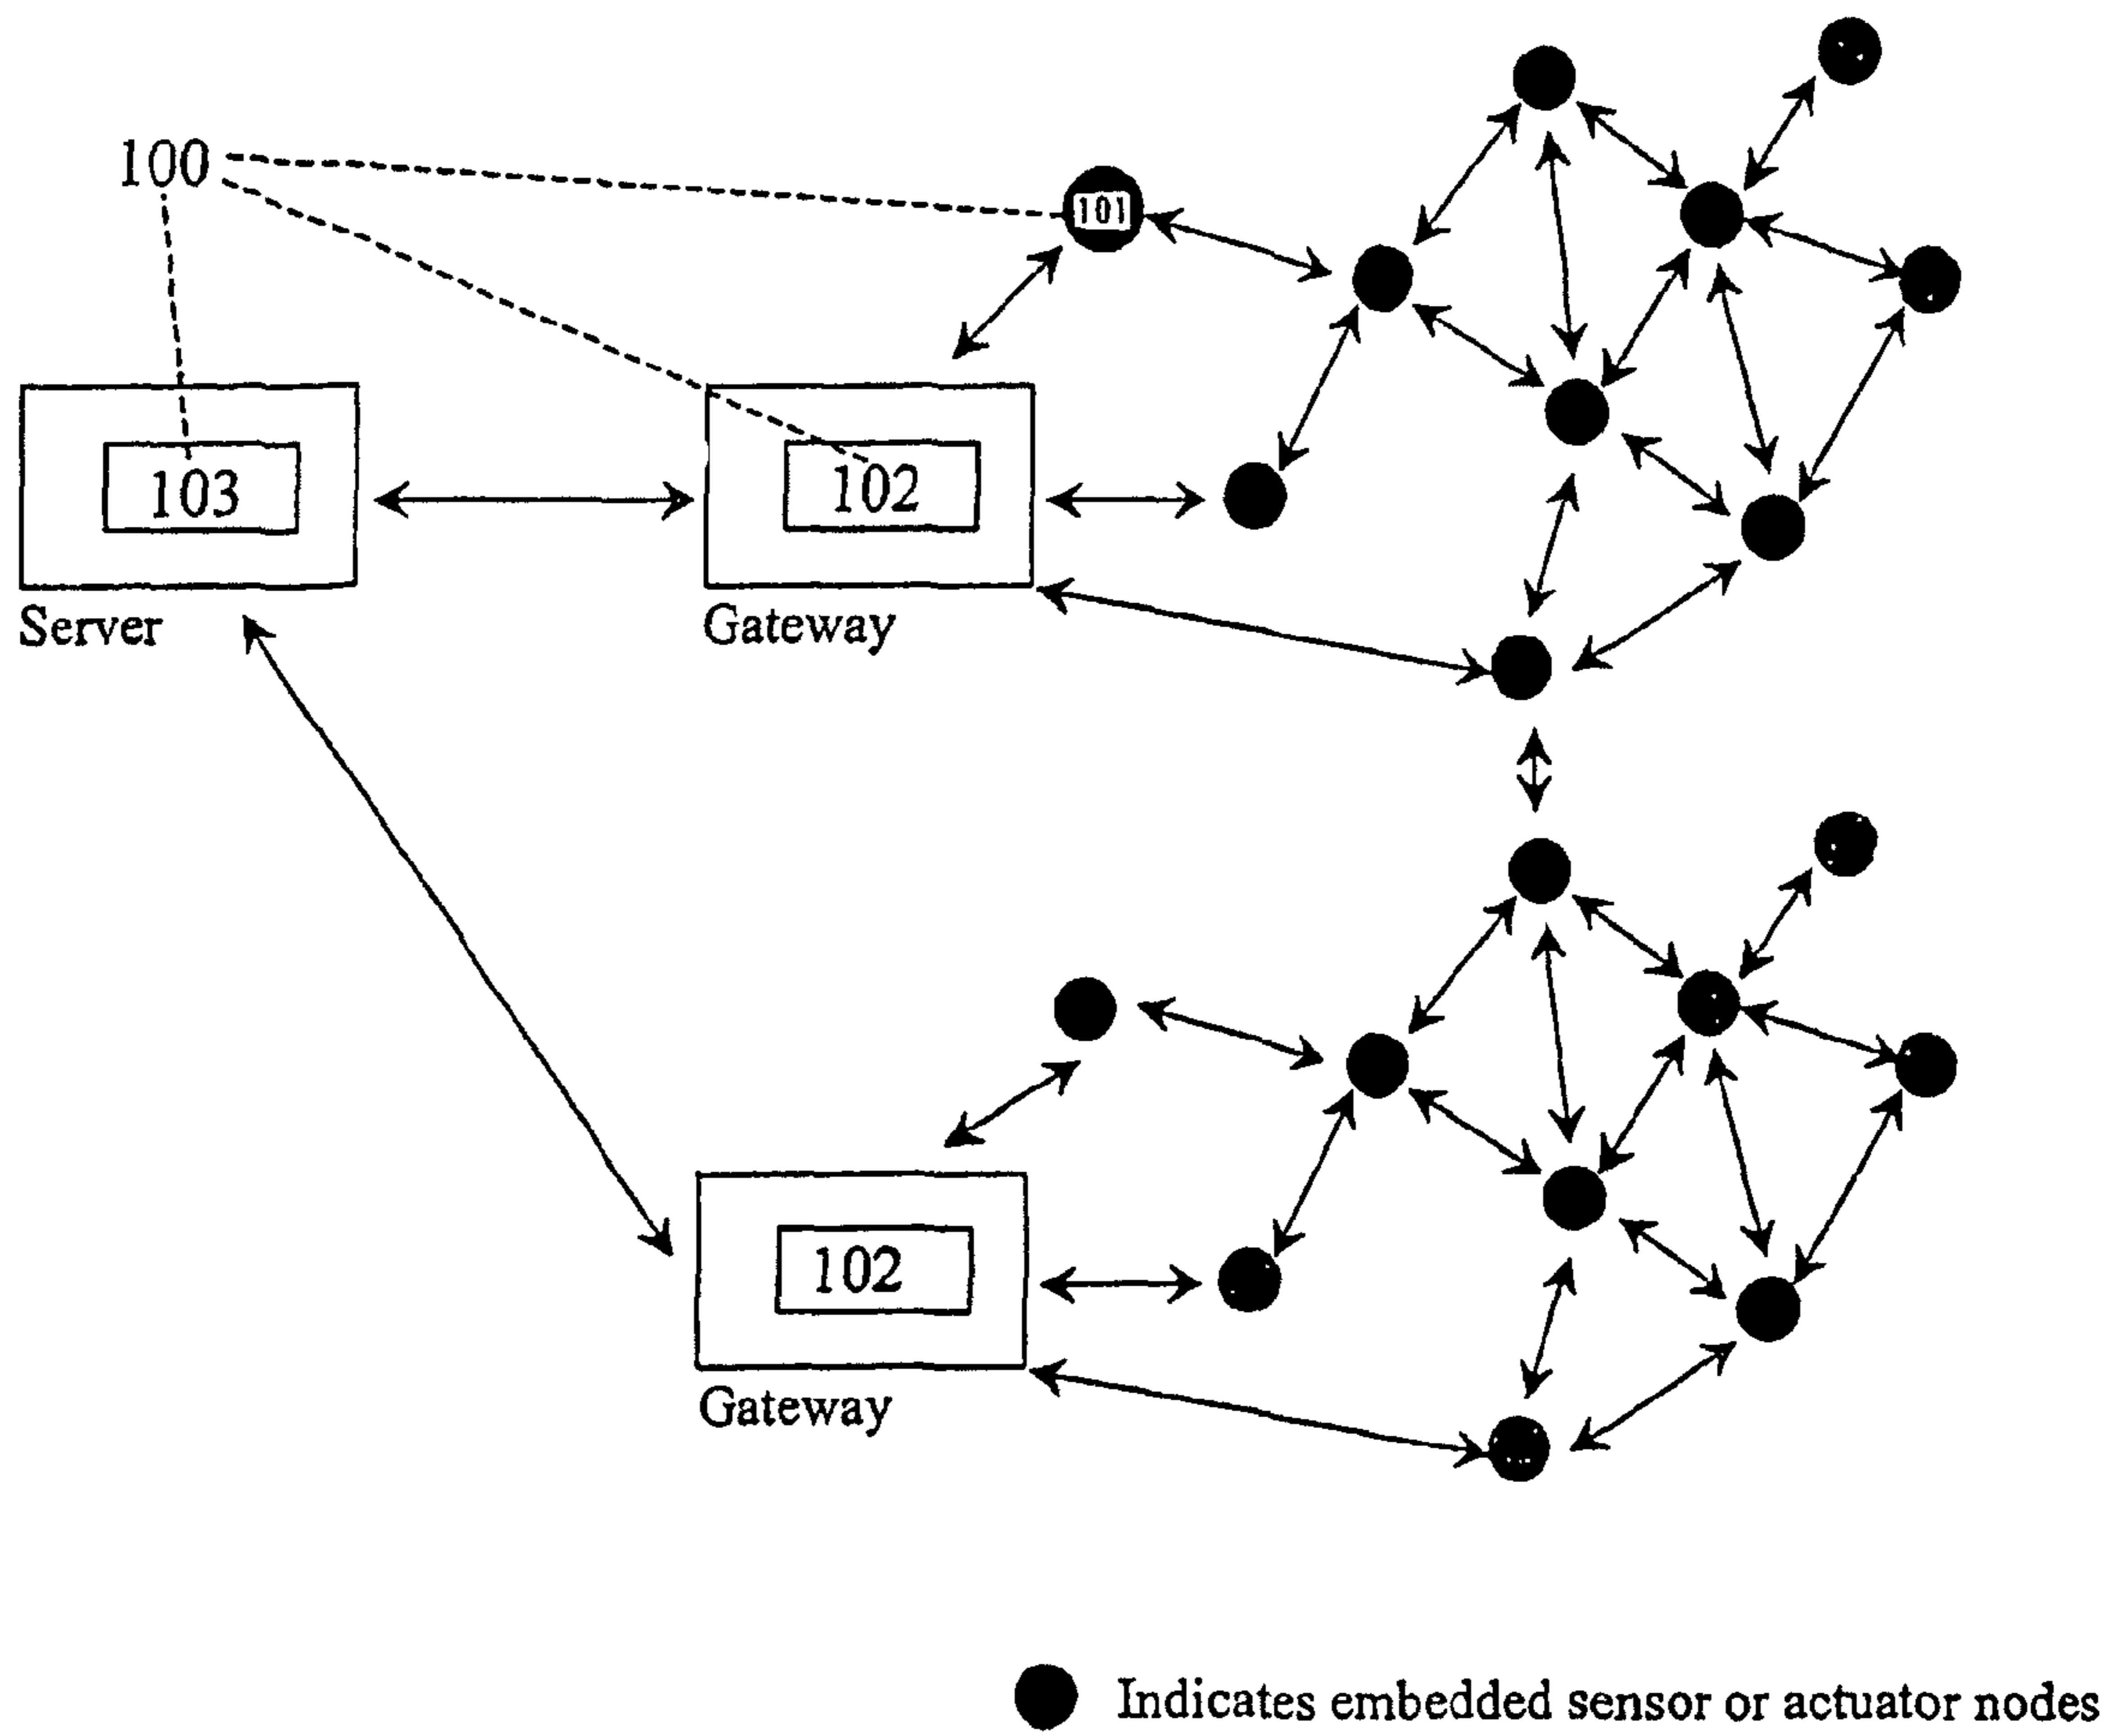 100
101
103
102
Server
Gateway
102
Gateway
Indicates embedded sensor or actuator nodes